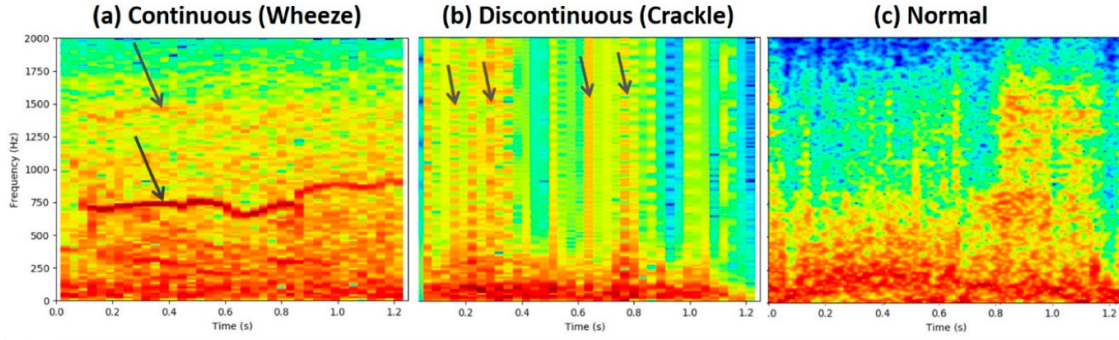 (a) Continuous (Wheeze) (b) Discontinuous (Crackle) (c) Normal
2000
1750
1500
1250
1000
750
500
250
0
Frequency (Hz)
0.0 0.2 0.4 0.6 0.8 1.0 1.2
Time (s)
0.2 0.4 0.6 0.8 1.0 1.2
Time (s)
0.0 0.2 0.4 0.6 0.8 1.0
Time (s)